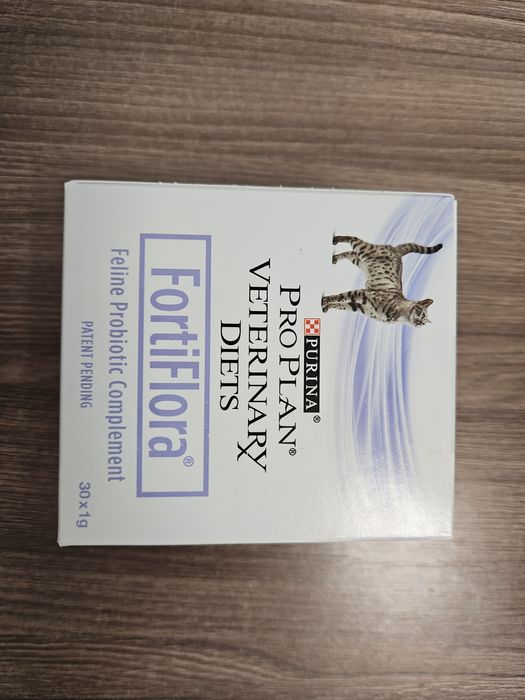 PURINA®
PRO PLAN®
VETERINARY
DIETS
FortiFlora®
Feline Probiotic Complement
PATENT PENDING
30 x 1g